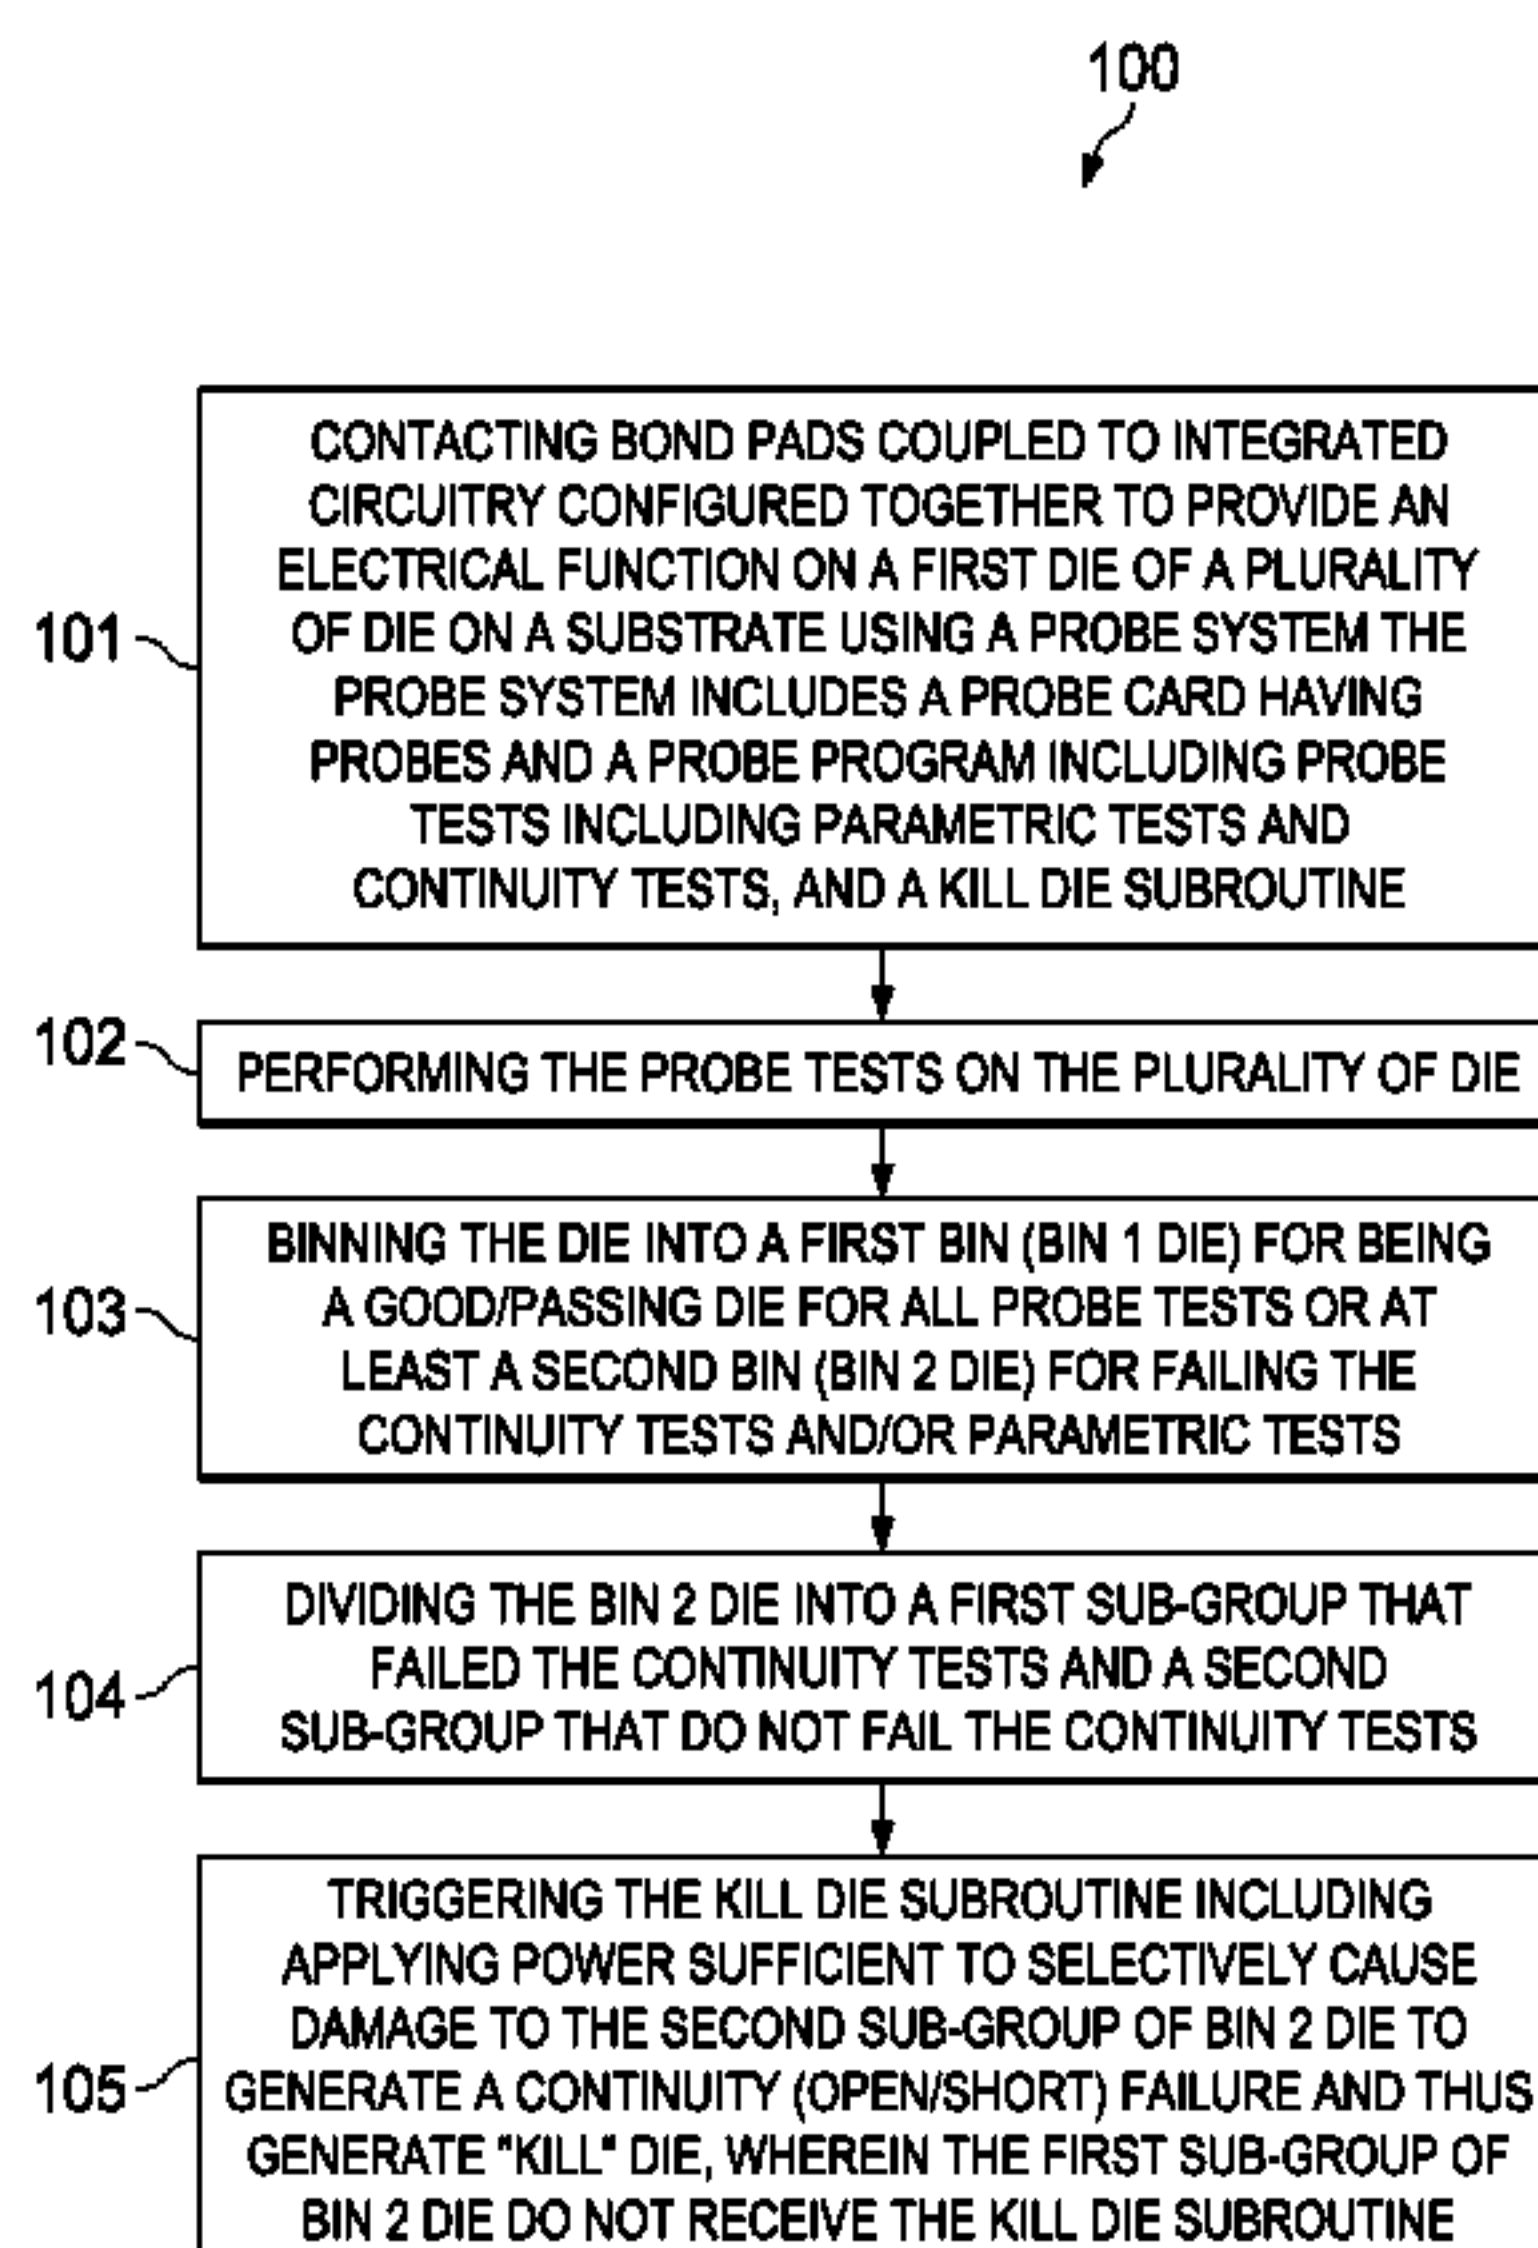 100
101
CONTACTING BOND PADS COUPLED TO INTEGRATED
CIRCUITRY CONFIGURED TOGETHER TO PROVIDE AN
ELECTRICAL FUNCTION ON A FIRST DIE OF A PLURALITY
OF DIE ON A SUBSTRATE USING A PROBE SYSTEM THE
PROBE SYSTEM INCLUDES A PROBE CARD HAVING
PROBES AND A PROBE PROGRAM INCLUDING PROBE
TESTS INCLUDING PARAMETRIC TESTS AND
CONTINUITY TESTS, AND A KILL DIE SUBROUTINE
102
PERFORMING THE PROBE TESTS ON THE PLURALITY OF DIE
103
BINNING THE DIE INTO A FIRST BIN (BIN 1 DIE) FOR BEING
A GOOD/PASSING DIE FOR ALL PROBE TESTS OR AT
LEAST A SECOND BIN (BIN 2 DIE) FOR FAILING THE
CONTINUITY TESTS AND/OR PARAMETRIC TESTS
104
DIVIDING THE BIN 2 DIE INTO A FIRST SUB-GROUP THAT
FAILED THE CONTINUITY TESTS AND A SECOND
SUB-GROUP THAT DO NOT FAIL THE CONTINUITY TESTS
105
TRIGGERING THE KILL DIE SUBROUTINE INCLUDING
APPLYING POWER SUFFICIENT TO SELECTIVELY CAUSE
DAMAGE TO THE SECOND SUB-GROUP OF BIN 2 DIE TO
GENERATE A CONTINUITY (OPEN/SHORT) FAILURE AND THUS
GENERATE "KILL" DIE, WHEREIN THE FIRST SUB-GROUP OF
BIN 2 DIE DO NOT RECEIVE THE KILL DIE SUBROUTINE